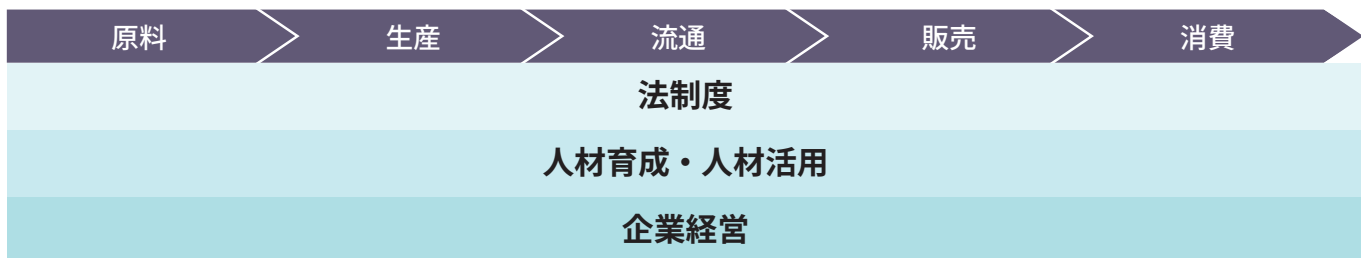 原料 生産 流通 販売 消費
法制度
人材育成・人材活用
企業経営